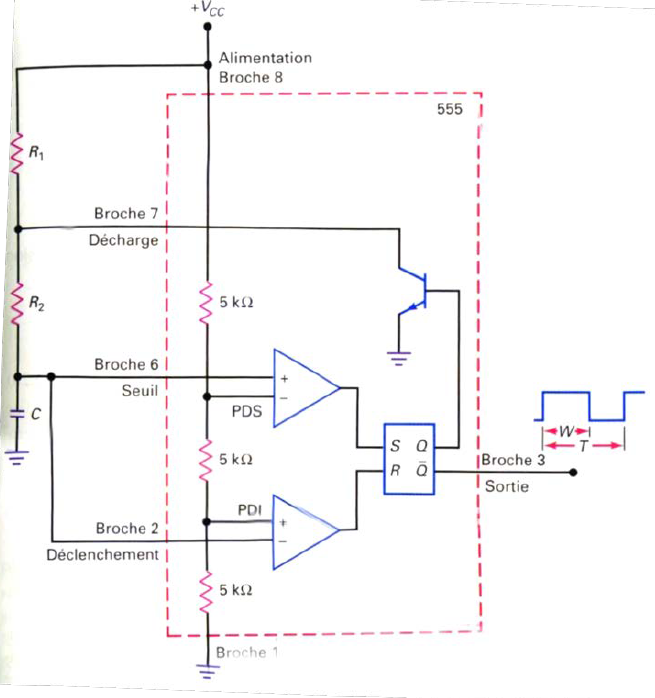 +VCC
Alimentation
Broche 8
555
R1
Broche 7
Décharge
R2
5 kΩ
Broche 6
Seuil
+
−
PDS
C
S Q
R Q̄
5 kΩ
W
T
Broche 3
Sortie
PDI
+
−
Broche 2
Déclenchement
5 kΩ
Broche 1